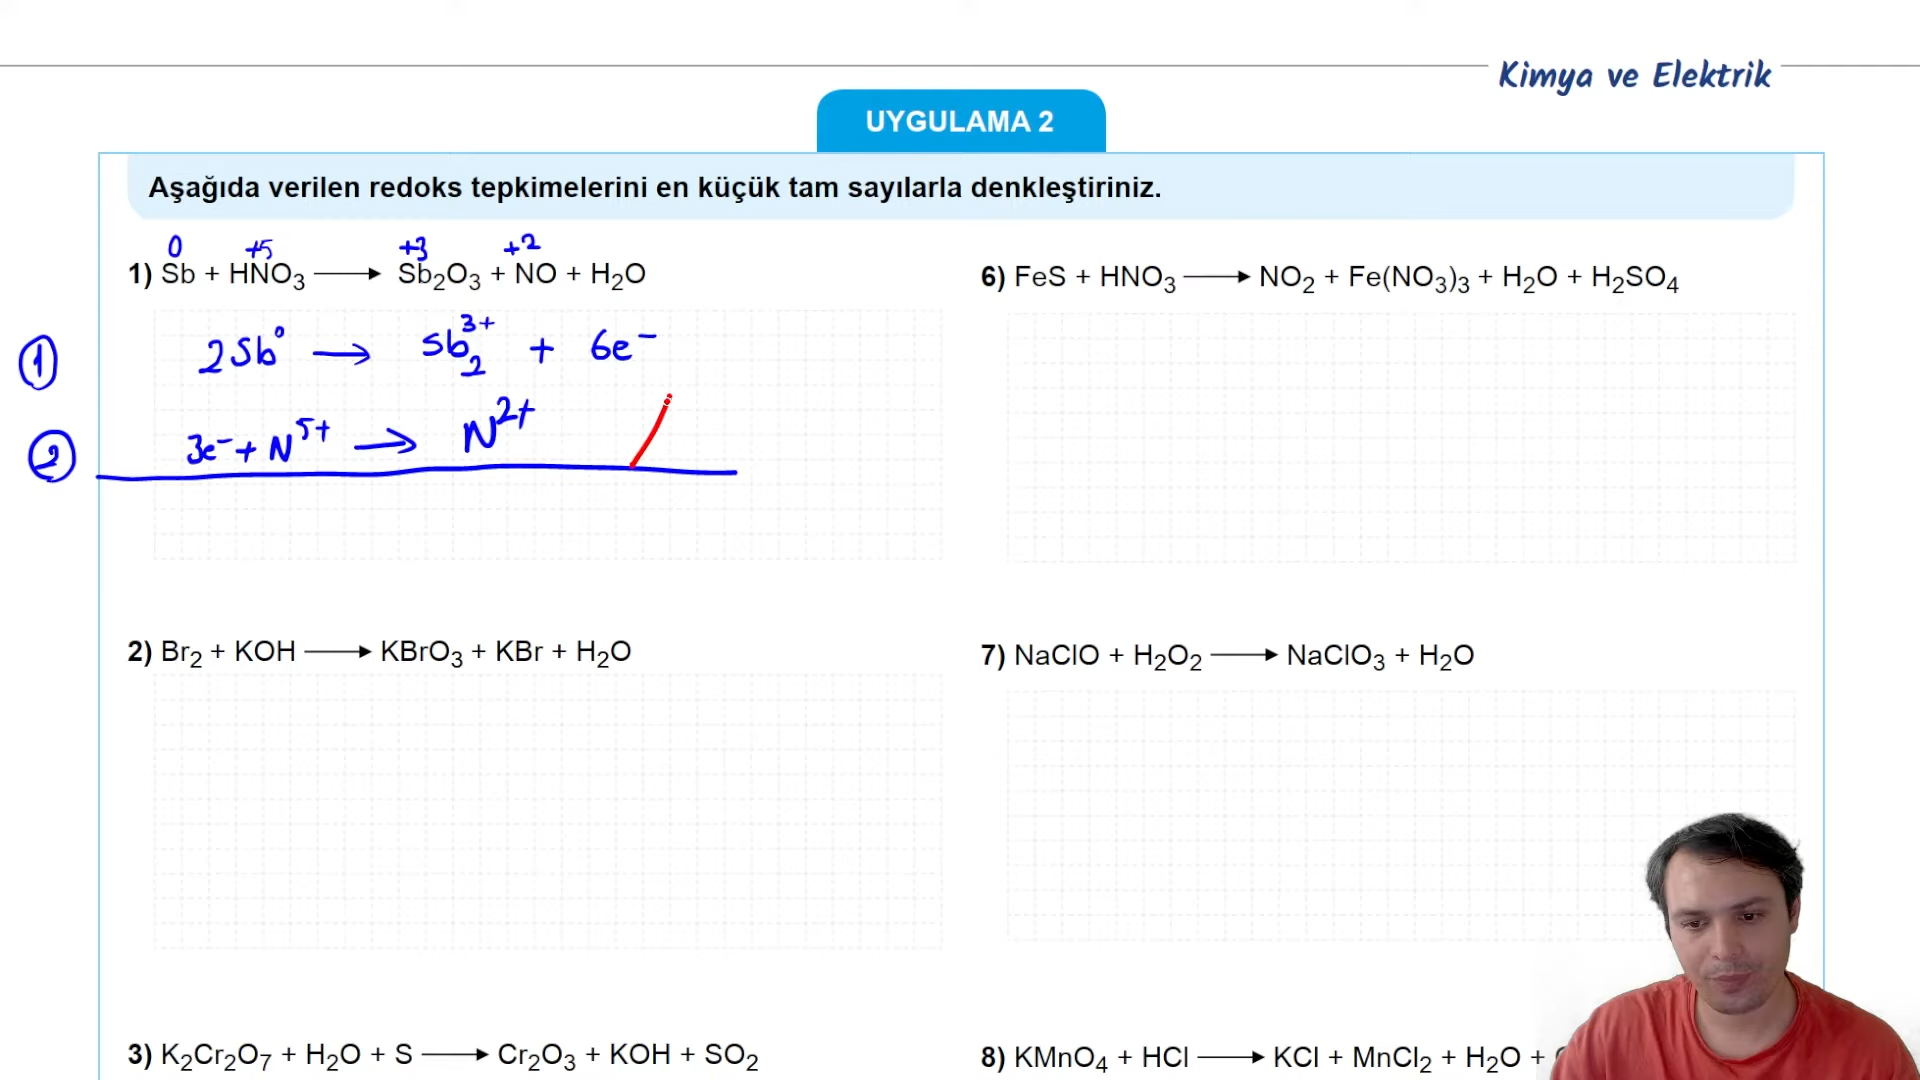 Kimya ve Elektrik
UYGULAMA 2
Aşağıda verilen redoks tepkimelerini en küçük tam sayılarla denkleştiriniz.
0 +5 +3 +2
1) Sb + HNO₃ ⟶ Sb₂O₃ + NO + H₂O
① 2Sb⁰ → Sb₂³⁺ + 6e⁻
② 3e⁻ + N⁵⁺ → N²⁺
2) Br₂ + KOH ⟶ KBrO₃ + KBr + H₂O
3) K₂Cr₂O₇ + H₂O + S ⟶ Cr₂O₃ + KOH + SO₂
6) FeS + HNO₃ ⟶ NO₂ + Fe(NO₃)₃ + H₂O + H₂SO₄
7) NaClO + H₂O₂ ⟶ NaClO₃ + H₂O
8) KMnO₄ + HCl ⟶ KCl + MnCl₂ + H₂O +